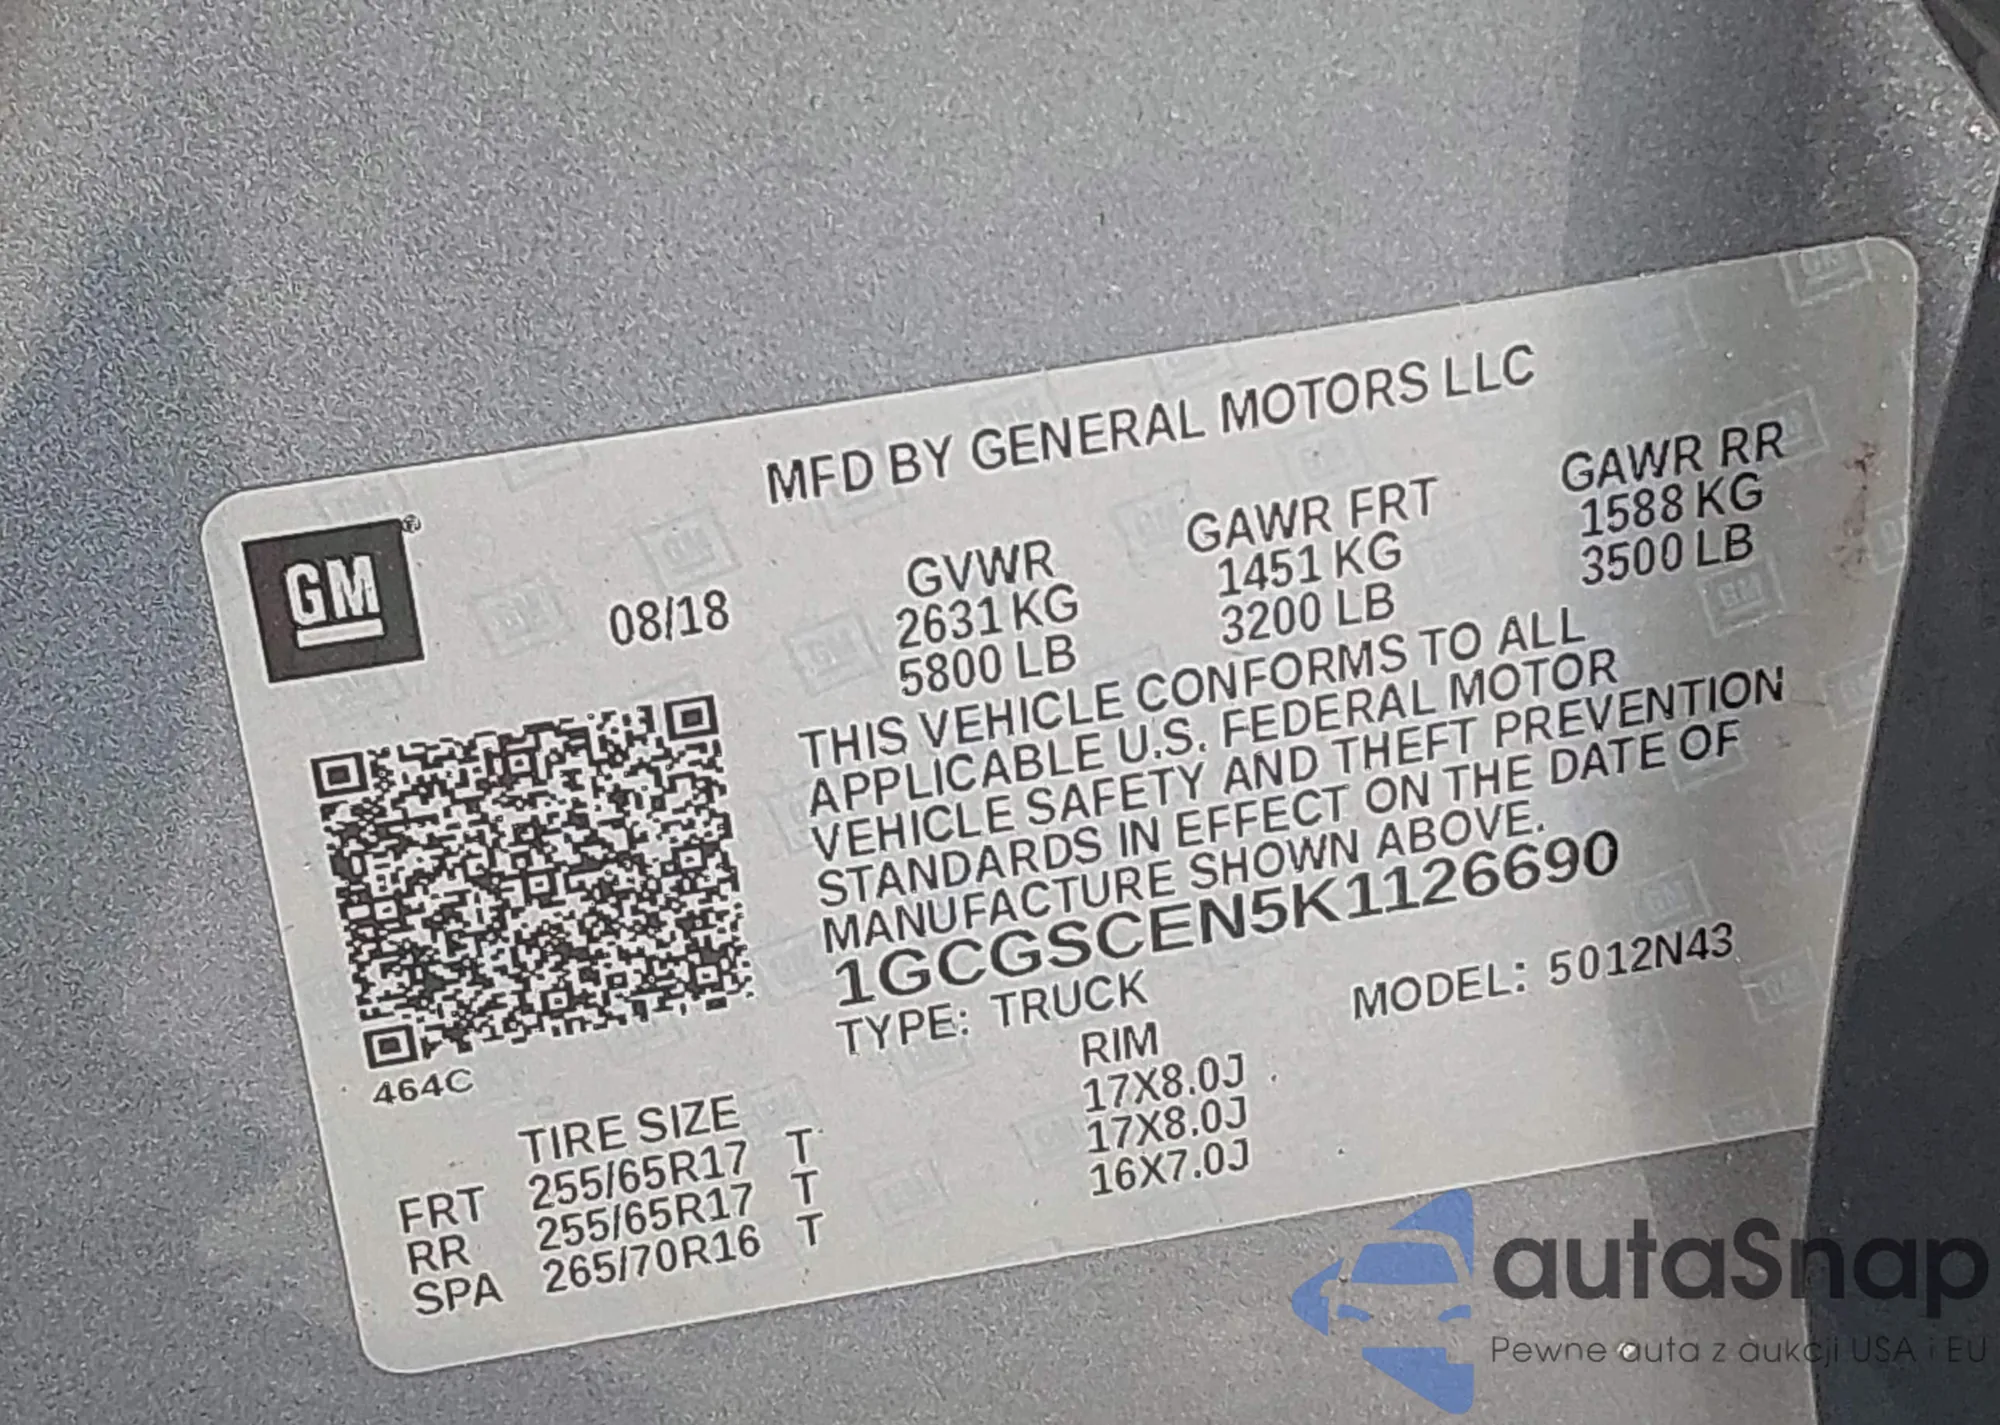 MFD BY GENERAL MOTORS LLC
GM®
08/18
GVWR
2631 KG
5800 LB
GAWR FRT
1451 KG
3200 LB
GAWR RR
1588 KG
3500 LB
THIS VEHICLE CONFORMS TO ALL
APPLICABLE U.S. FEDERAL MOTOR
VEHICLE SAFETY AND THEFT PREVENTION
STANDARDS IN EFFECT ON THE DATE OF
MANUFACTURE SHOWN ABOVE.
1GCGSCEN5K1126690
TYPE: TRUCK MODEL: 5012N43
464C
TIRE SIZE RIM
FRT 255/65R17 T 17X8.0J
RR 255/65R17 T 17X8.0J
SPA 265/70R16 T 16X7.0J
autaSnap
Pewne auta z aukcji USA i EU